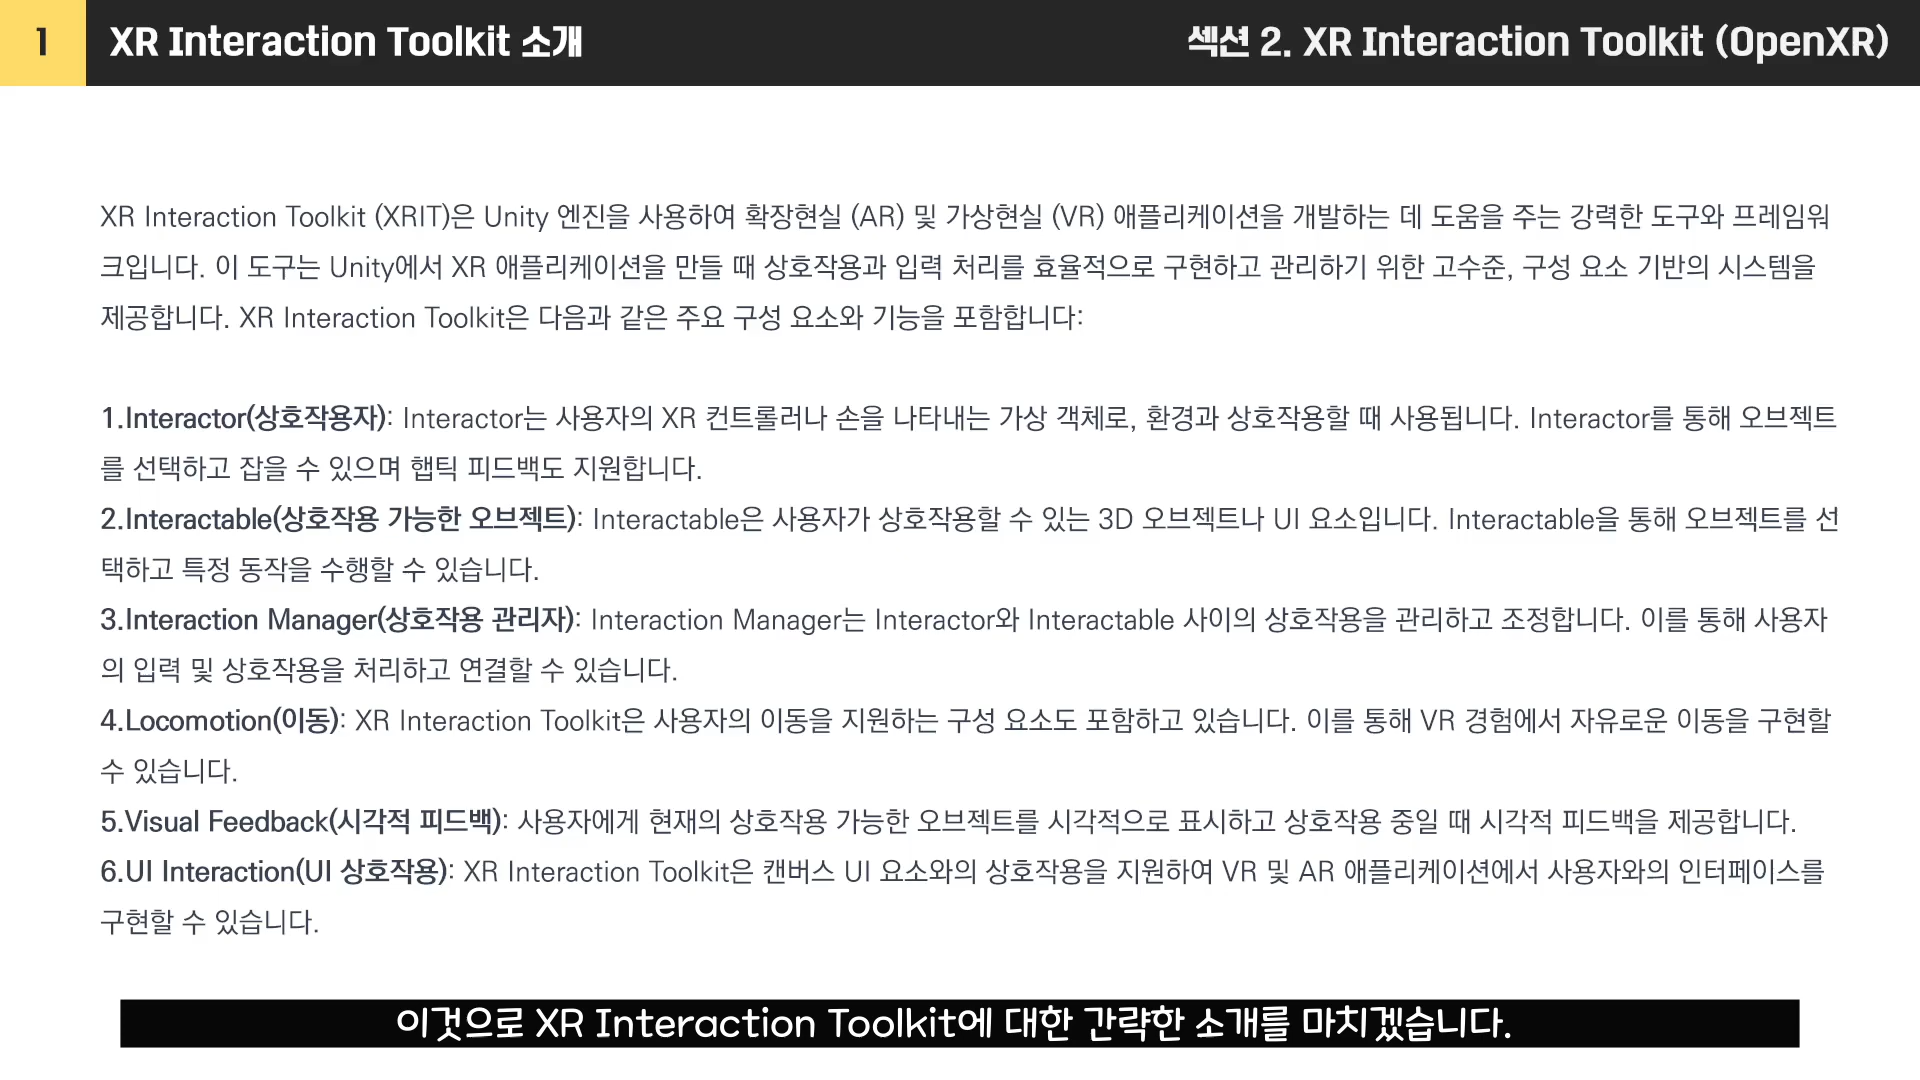 1
XR Interaction Toolkit 소개
섹션 2. XR Interaction Toolkit (OpenXR)
XR Interaction Toolkit (XRIT)은 Unity 엔진을 사용하여 확장현실 (AR) 및 가상현실 (VR) 애플리케이션을 개발하는 데 도움을 주는 강력한 도구와 프레임워
크입니다. 이 도구는 Unity에서 XR 애플리케이션을 만들 때 상호작용과 입력 처리를 효율적으로 구현하고 관리하기 위한 고수준, 구성 요소 기반의 시스템을
제공합니다. XR Interaction Toolkit은 다음과 같은 주요 구성 요소와 기능을 포함합니다:
1.Interactor(상호작용자): Interactor는 사용자의 XR 컨트롤러나 손을 나타내는 가상 객체로, 환경과 상호작용할 때 사용됩니다. Interactor를 통해 오브젝트
를 선택하고 잡을 수 있으며 햅틱 피드백도 지원합니다.
2.Interactable(상호작용 가능한 오브젝트): Interactable은 사용자가 상호작용할 수 있는 3D 오브젝트나 UI 요소입니다. Interactable을 통해 오브젝트를 선
택하고 특정 동작을 수행할 수 있습니다.
3.Interaction Manager(상호작용 관리자): Interaction Manager는 Interactor와 Interactable 사이의 상호작용을 관리하고 조정합니다. 이를 통해 사용자
의 입력 및 상호작용을 처리하고 연결할 수 있습니다.
4.Locomotion(이동): XR Interaction Toolkit은 사용자의 이동을 지원하는 구성 요소도 포함하고 있습니다. 이를 통해 VR 경험에서 자유로운 이동을 구현할
수 있습니다.
5.Visual Feedback(시각적 피드백): 사용자에게 현재의 상호작용 가능한 오브젝트를 시각적으로 표시하고 상호작용 중일 때 시각적 피드백을 제공합니다.
6.UI Interaction(UI 상호작용): XR Interaction Toolkit은 캔버스 UI 요소와의 상호작용을 지원하여 VR 및 AR 애플리케이션에서 사용자와의 인터페이스를
구현할 수 있습니다.
이것으로 XR Interaction Toolkit에 대한 간략한 소개를 마치겠습니다.